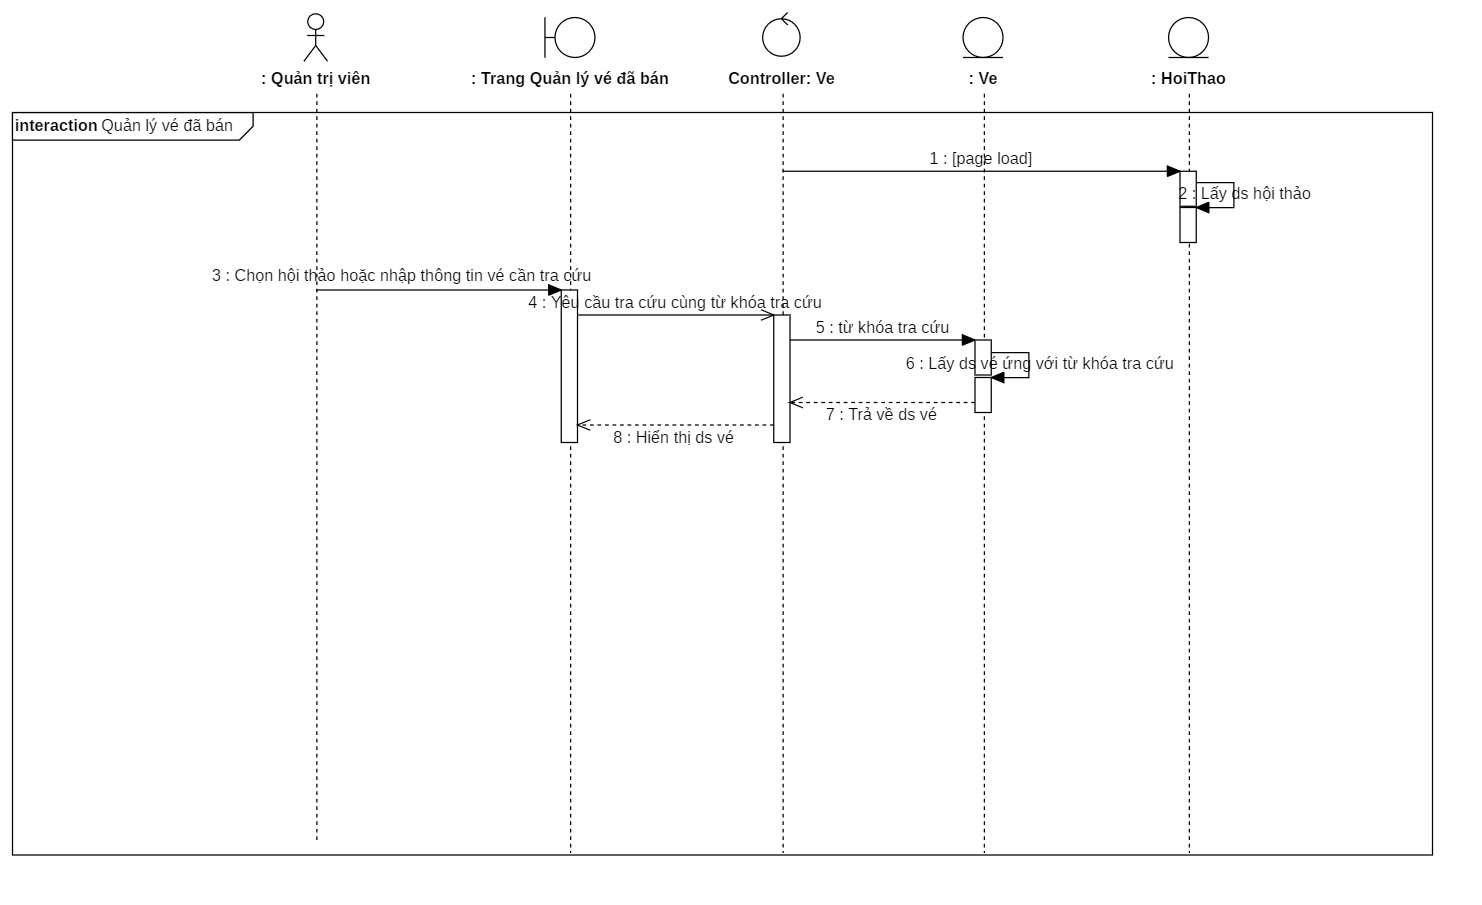 : Quản trị viên
: Trang Quản lý vé đã bán
Controller: Ve
: Ve
: HoiThao
interaction Quản lý vé đã bán
1 : [page load]
2 : Lấy ds hội thảo
3 : Chọn hội thảo hoặc nhập thông tin vé cần tra cứu
4 : Yêu cầu tra cứu cùng từ khóa tra cứu
5 : từ khóa tra cứu
6 : Lấy ds vé ứng với từ khóa tra cứu
7 : Trả về ds vé
8 : Hiển thị ds vé